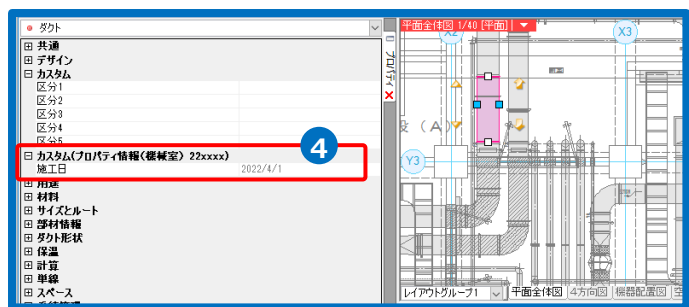 ダクト
共通
デザイン
カスタム
区分1
区分2
区分3
区分4
区分5
カスタム(プロパティ情報(機械室) 22xxxx)
施工日 2022/4/1
用途
材料
サイズとルート
部材情報
ダクト形状
保温
計算
単線
スペース
プロパティ
4
平面全体図 1/40 [平面]
X2
X3
(A)
Y3
レイアウトグループ1
平面全体図
4方向図
機器配置図